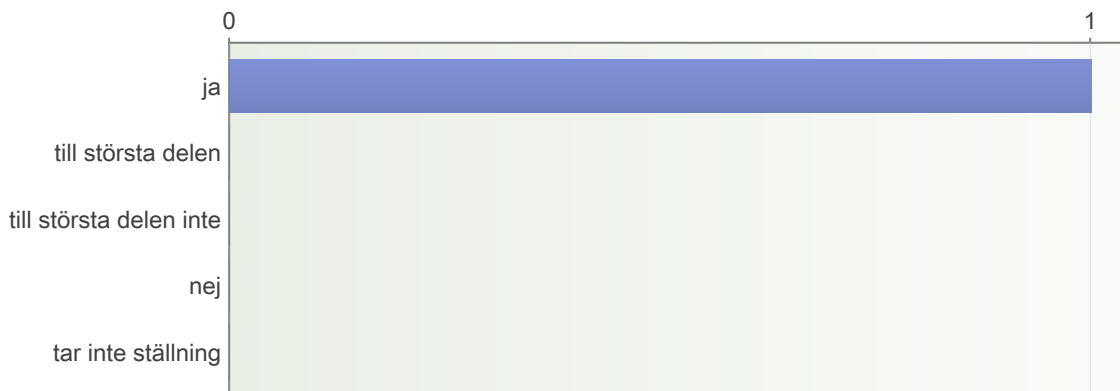 0 1
ja
till största delen
till största delen inte
nej
tar inte ställning